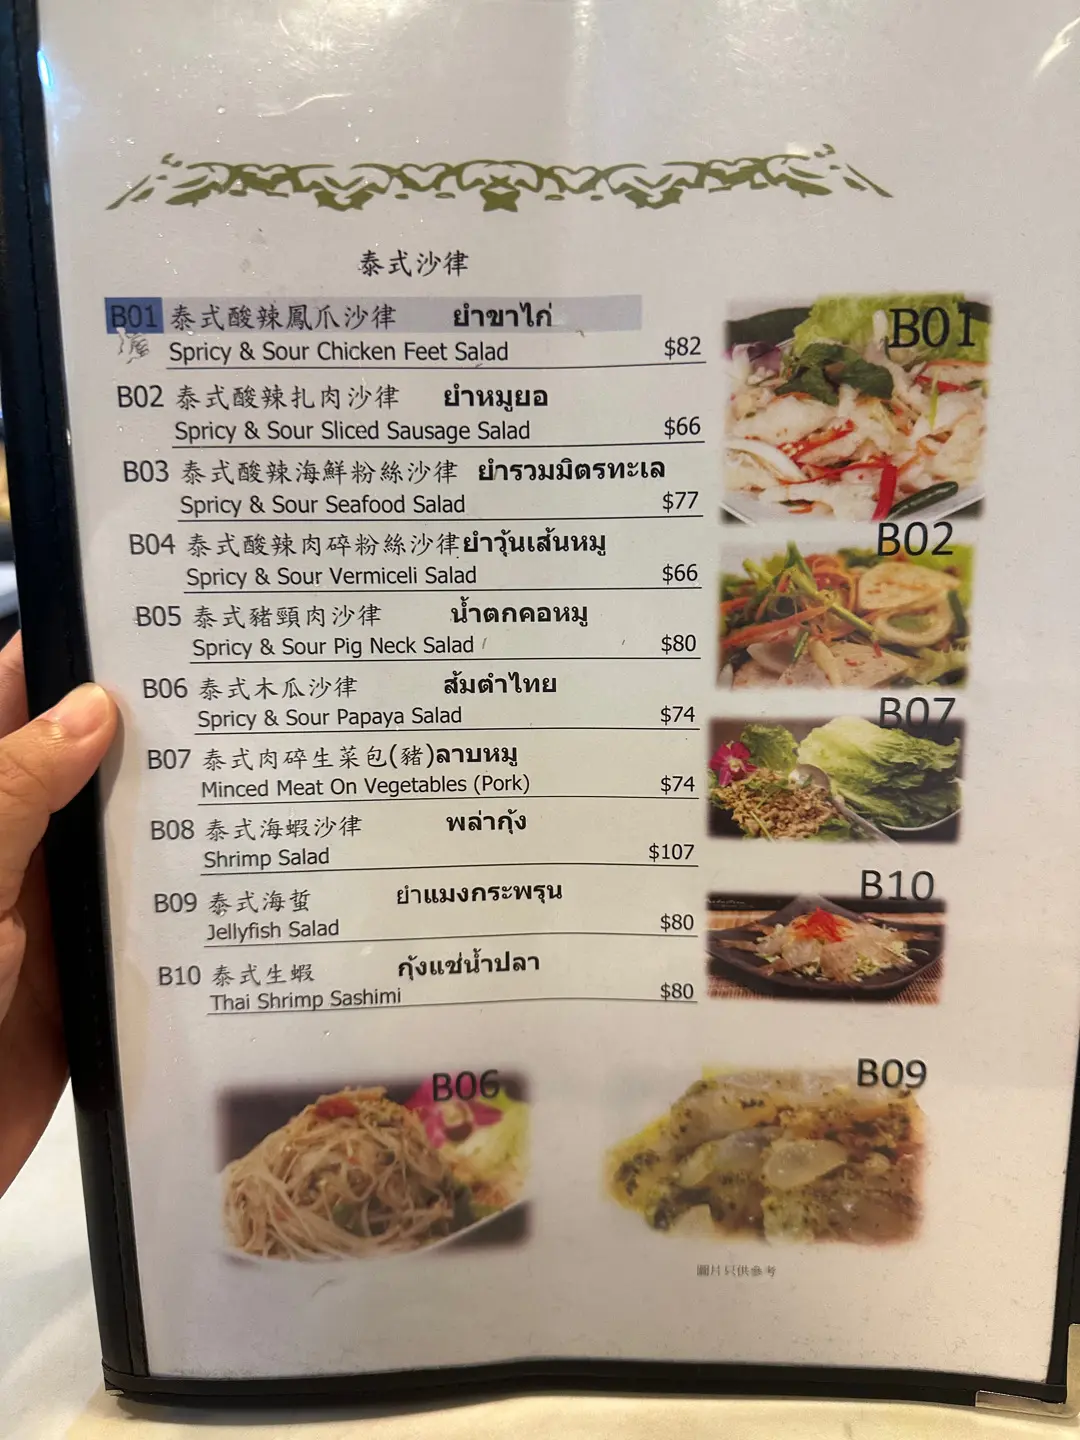 泰式沙律
B01 泰式酸辣鳳爪沙律 ยำขาไก่
Spricy & Sour Chicken Feet Salad $82
B02 泰式酸辣扎肉沙律 ยำหมูยอ
Spricy & Sour Sliced Sausage Salad $66
B03 泰式酸辣海鮮粉絲沙律 ยำรวมมิตรทะเล
Spricy & Sour Seafood Salad $77
B04 泰式酸辣肉碎粉絲沙律ยำวุ้นเส้นหมู
Spricy & Sour Vermiceli Salad $66
B05 泰式豬頸肉沙律 น้ำตกคอหมู
Spricy & Sour Pig Neck Salad $80
B06 泰式木瓜沙律 ส้มตำไทย
Spricy & Sour Papaya Salad $74
B07 泰式肉碎生菜包(豬)ลาบหมู
Minced Meat On Vegetables (Pork) $74
B08 泰式海蝦沙律 พล่ากุ้ง
Shrimp Salad $107
B09 泰式海蜇 ยำแมงกระพรุน
Jellyfish Salad $80
B10 泰式生蝦 กุ้งแช่น้ำปลา
Thai Shrimp Sashimi $80
B01
B02
B07
B10
B06
B09
圖片只供參考